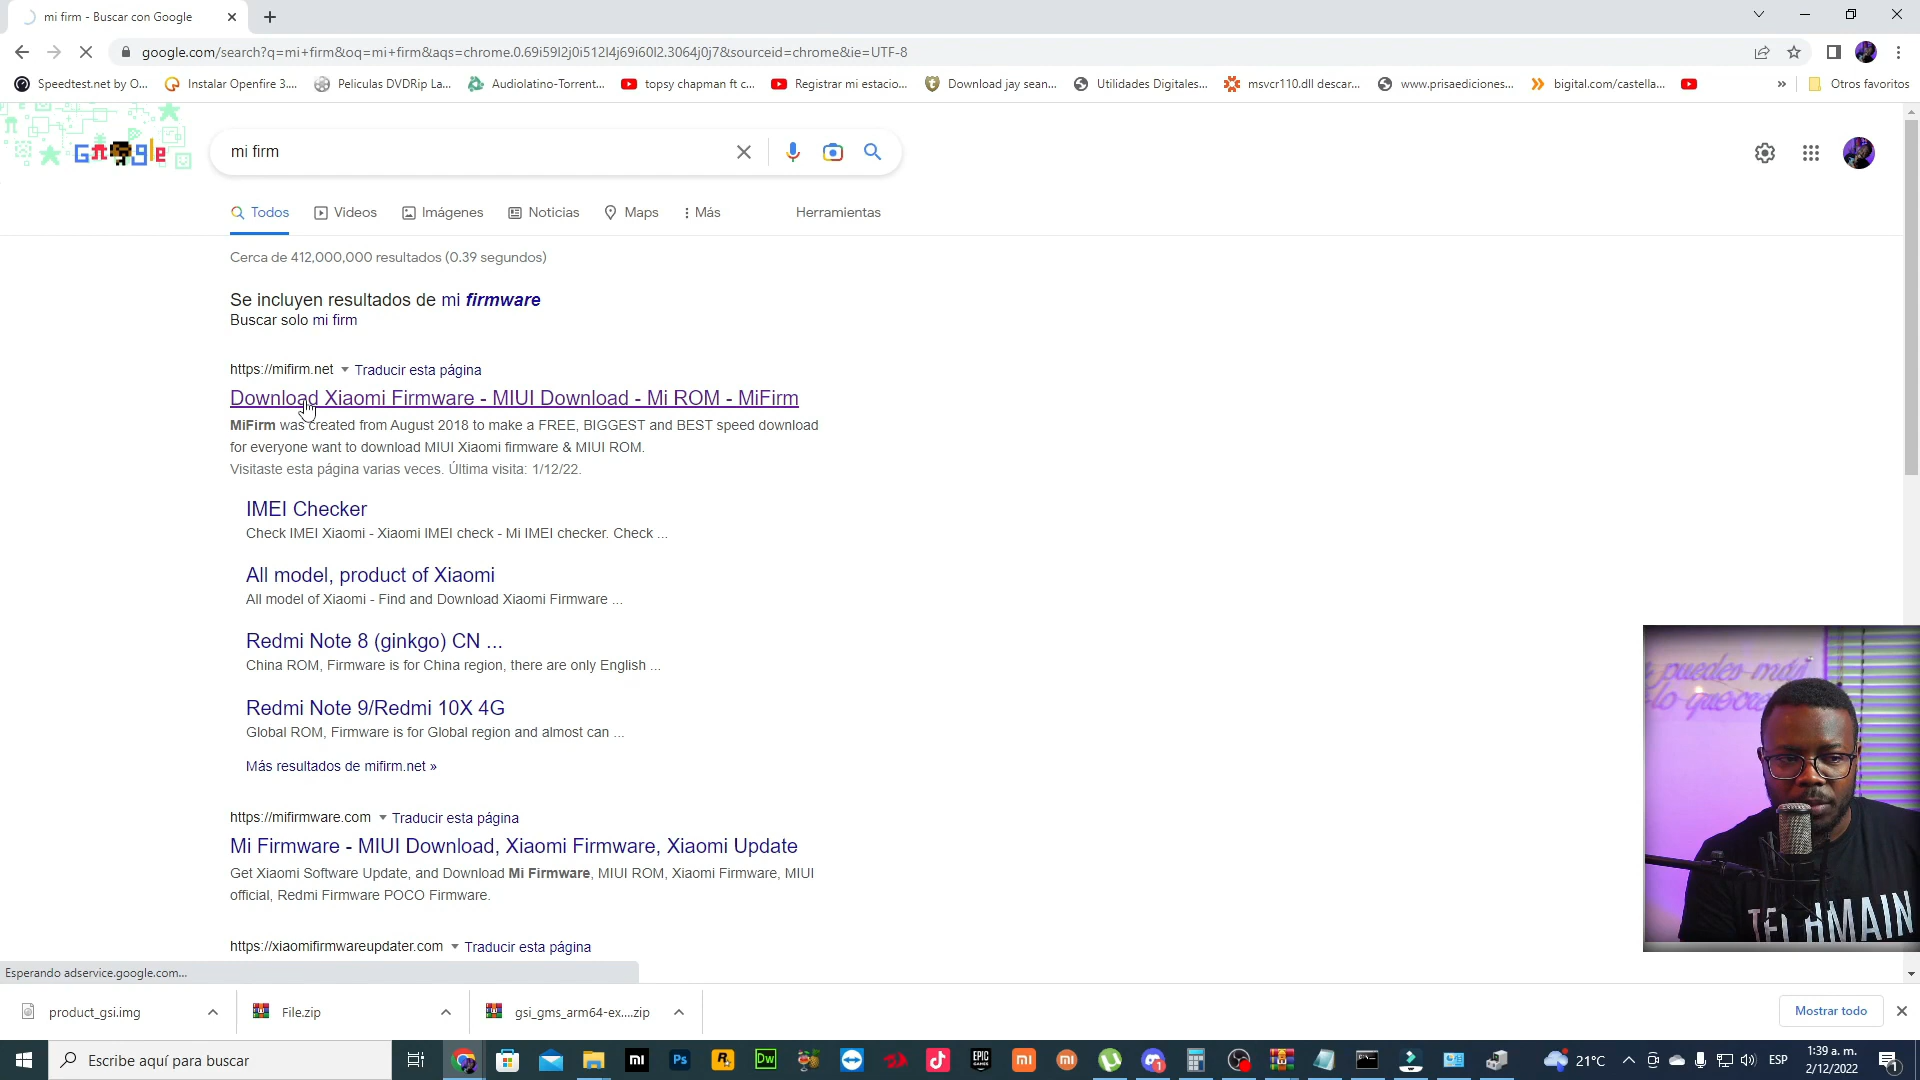 mi firm - Buscar con Google
google.com/search?q=mi+firm&oq=mi+firm&aqs=chrome.0.69i59l2j0i512l4j69i60l2.3064j0j7&sourceid=chrome&ie=UTF-8
Speedtest.net by O...
Instalar Openfire 3....
Peliculas DVDRip La...
Audiolatino-Torrent...
topsy chapman ft c...
Registrar mi estacio...
Download jay sean...
Utilidades Digitales...
msvcr110.dll descar...
www.prisaediciones...
bigital.com/castella...
»
Otros favoritos
mi firm
Todos
Videos
Imágenes
Noticias
Maps
Más
Herramientas
Cerca de 412,000,000 resultados (0.39 segundos)
Se incluyen resultados de mi firmware
Buscar solo mi firm
https://mifirm.net
Traducir esta página
Download Xiaomi Firmware - MIUI Download - Mi ROM - MiFirm
MiFirm was created from August 2018 to make a FREE, BIGGEST and BEST speed download
for everyone want to download MIUI Xiaomi firmware & MIUI ROM.
Visitaste esta página varias veces. Última visita: 1/12/22.
IMEI Checker
Check IMEI Xiaomi - Xiaomi IMEI check - Mi IMEI checker. Check ...
All model, product of Xiaomi
All model of Xiaomi - Find and Download Xiaomi Firmware ...
Redmi Note 8 (ginkgo) CN ...
China ROM, Firmware is for China region, there are only English ...
Redmi Note 9/Redmi 10X 4G
Global ROM, Firmware is for Global region and almost can ...
Más resultados de mifirm.net »
https://mifirmware.com
Traducir esta página
Mi Firmware - MIUI Download, Xiaomi Firmware, Xiaomi Update
Get Xiaomi Software Update, and Download Mi Firmware, MIUI ROM, Xiaomi Firmware, MIUI
official, Redmi Firmware POCO Firmware.
https://xiaomifirmwareupdater.com
Traducir esta página
puedes más
TECHMAIN
Esperando adservice.google.com...
product_gsi.img
File.zip
gsi_gms_arm64-ex....zip
Mostrar todo
Escribe aquí para buscar
21°C
ESP
1:39 a. m.
2/12/2022